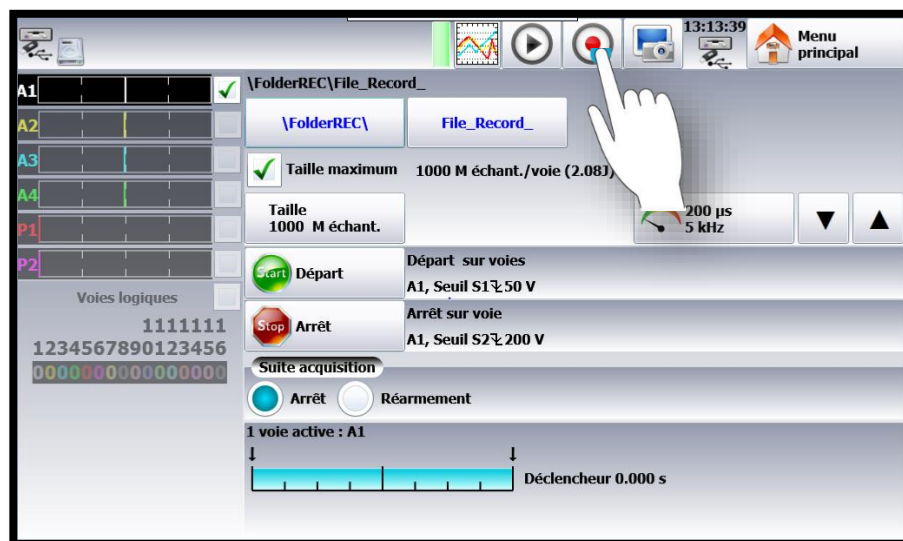 13:13:39
Menu
principal
A1
A2
A3
A4
P1
P2
Voies logiques
1111111
1234567890123456
0000000000000000
\FolderREC\File_Record_
\FolderREC\
File_Record_
Taille maximum
1000 M échant./voie (2.08J)
Taille
1000 M échant.
200 µs
5 kHz
Start
Départ
Départ sur voies
A1, Seuil S1 50 V
Stop
Arrêt
Arrêt sur voie
A1, Seuil S2 200 V
Suite acquisition
Arrêt
Réarmement
1 voie active : A1
Déclencheur 0.000 s